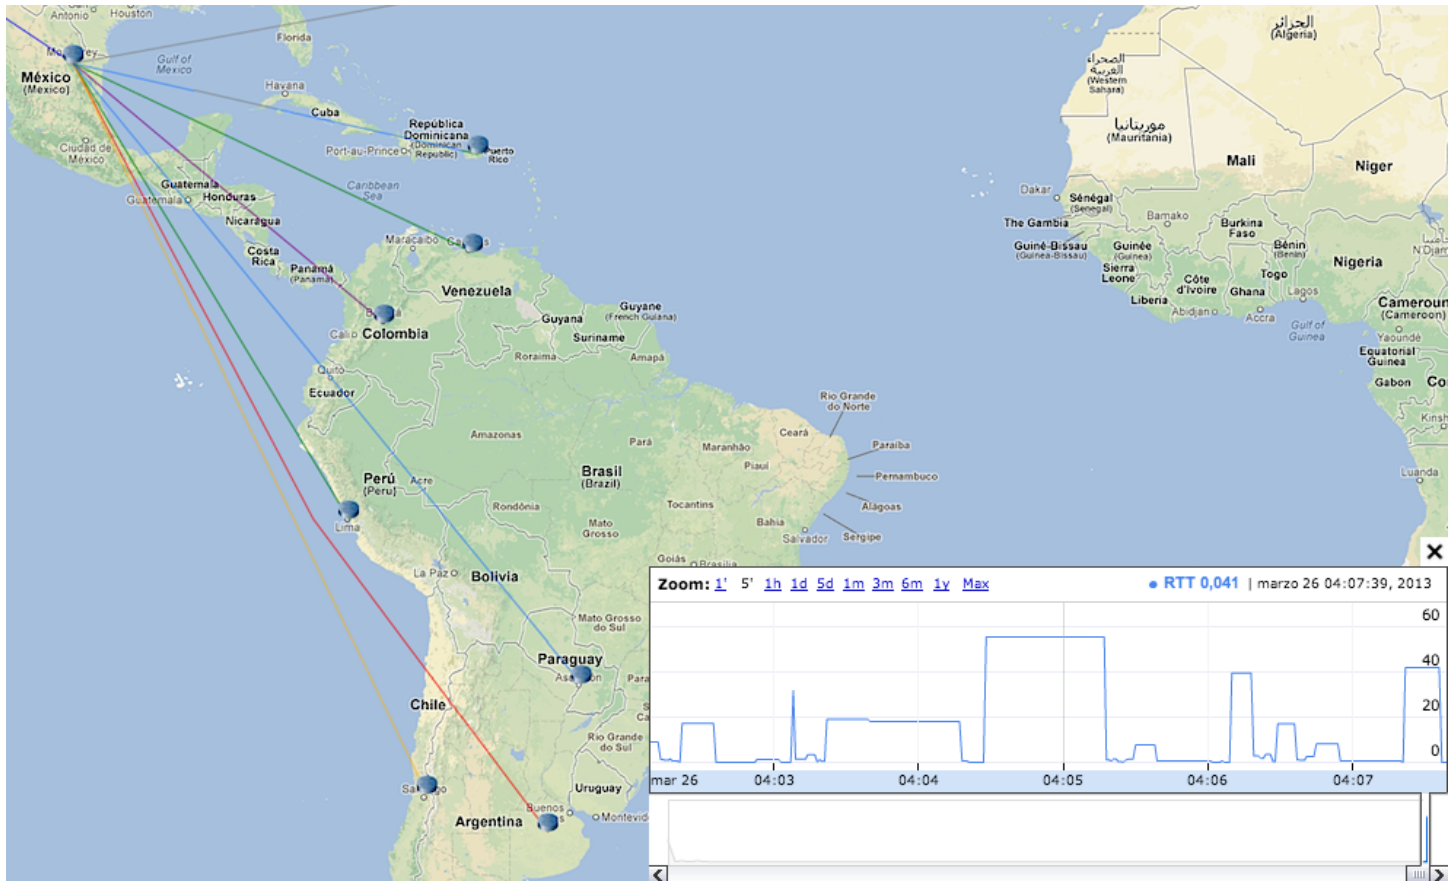 Antonio
Houston
Florida
Gulf of
Mexico
México
(Mexico)
Havana
Cuba
República
Dominicana
(Dominican
Republic)
Port-au-Prince
Puerto
Rico
Ciudad de
México
Caribbean
Sea
Guatemala
Honduras
Guatemala
Nicaragua
Costa
Rica
Panamá
(Panama)
Maracaibo
Venezuela
Guyana
Guyane
(French Guiana)
Suriname
Cali
Colombia
Roraima
Amapá
Quito
Ecuador
Amazonas
Pará
Maranhão
Ceará
Piauí
Rio Grande
do Norte
Paraíba
Pernambuco
Alagoas
Sergipe
Perú
(Peru)
Acre
Brasil
(Brazil)
Rondônia
Tocantins
Mato
Grosso
Bahia
Salvador
Lima
Goiás
Brasilia
La Paz
Bolivia
Mato Grosso
do Sul
Paraguay
Chile
Rio Grande
do Sul
Uruguay
Buenos
Argentina
الجزائر
(Algeria)
الصحراء
الغربية
(Western
Sahara)
موريتانيا
(Mauritania)
Mali
Niger
Dakar
Sénégal
(Senegal)
The Gambia
Bamako
Burkina
Faso
Guiné-Bissau
(Guinea-Bissau)
Guinée
(Guinea)
Bénin
(Benin)
Nigeria
Sierra
Leone
Côte
d'Ivoire
Ghana
Togo
Lagos
Liberia
Abidjan
Accra
Gulf of
Guinea
Cameroun
(Cameroon)
Yaoundé
Equatorial
Guinea
Gabon
Luanda
Zoom: 1' 5' 1h 1d 5d 1m 3m 6m 1y Max
RTT 0,041 | marzo 26 04:07:39, 2013
60
40
20
0
mar 26 04:03 04:04 04:05 04:06 04:07